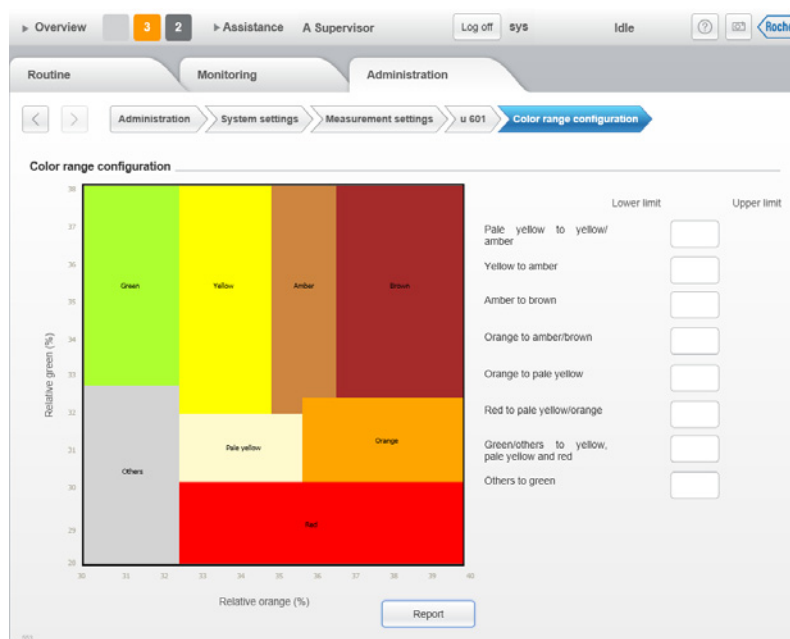 Overview 3 2 Assistance A Supervisor Log off sys Idle Roche
Routine Monitoring Administration
Administration System settings Measurement settings u 601 Color range configuration
Color range configuration
Lower limit Upper limit
38
37
36
35
34
33
32
31
30
29
28
Relative green (%)
Green Yellow Amber Brown
Pale yellow Orange
Others
Red
30 31 32 33 34 35 36 37 38 39 40
Relative orange (%)
Pale yellow to yellow/
amber
Yellow to amber
Amber to brown
Orange to amber/brown
Orange to pale yellow
Red to pale yellow/orange
Green/others to yellow,
pale yellow and red
Others to green
Report